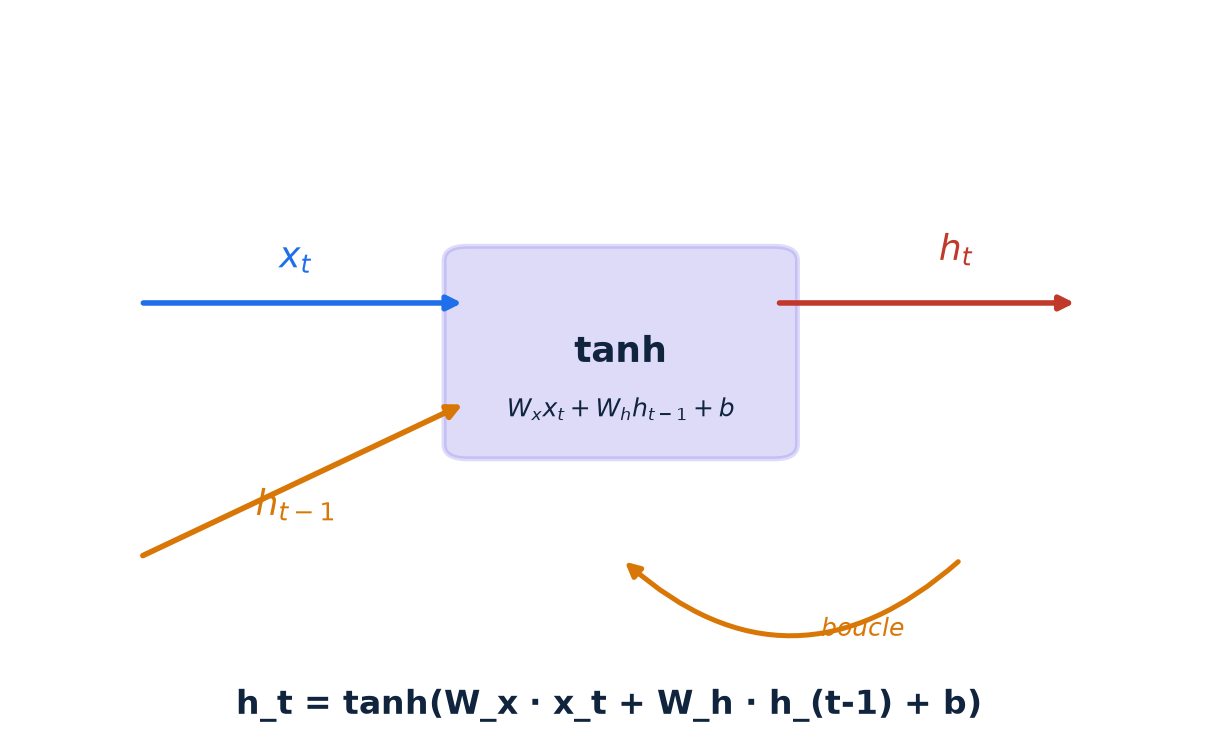 x_t
h_t
tanh
W_x x_t + W_h h_{t-1} + b
h_{t-1}
boucle
h_t = tanh(W_x · x_t + W_h · h_(t-1) + b)